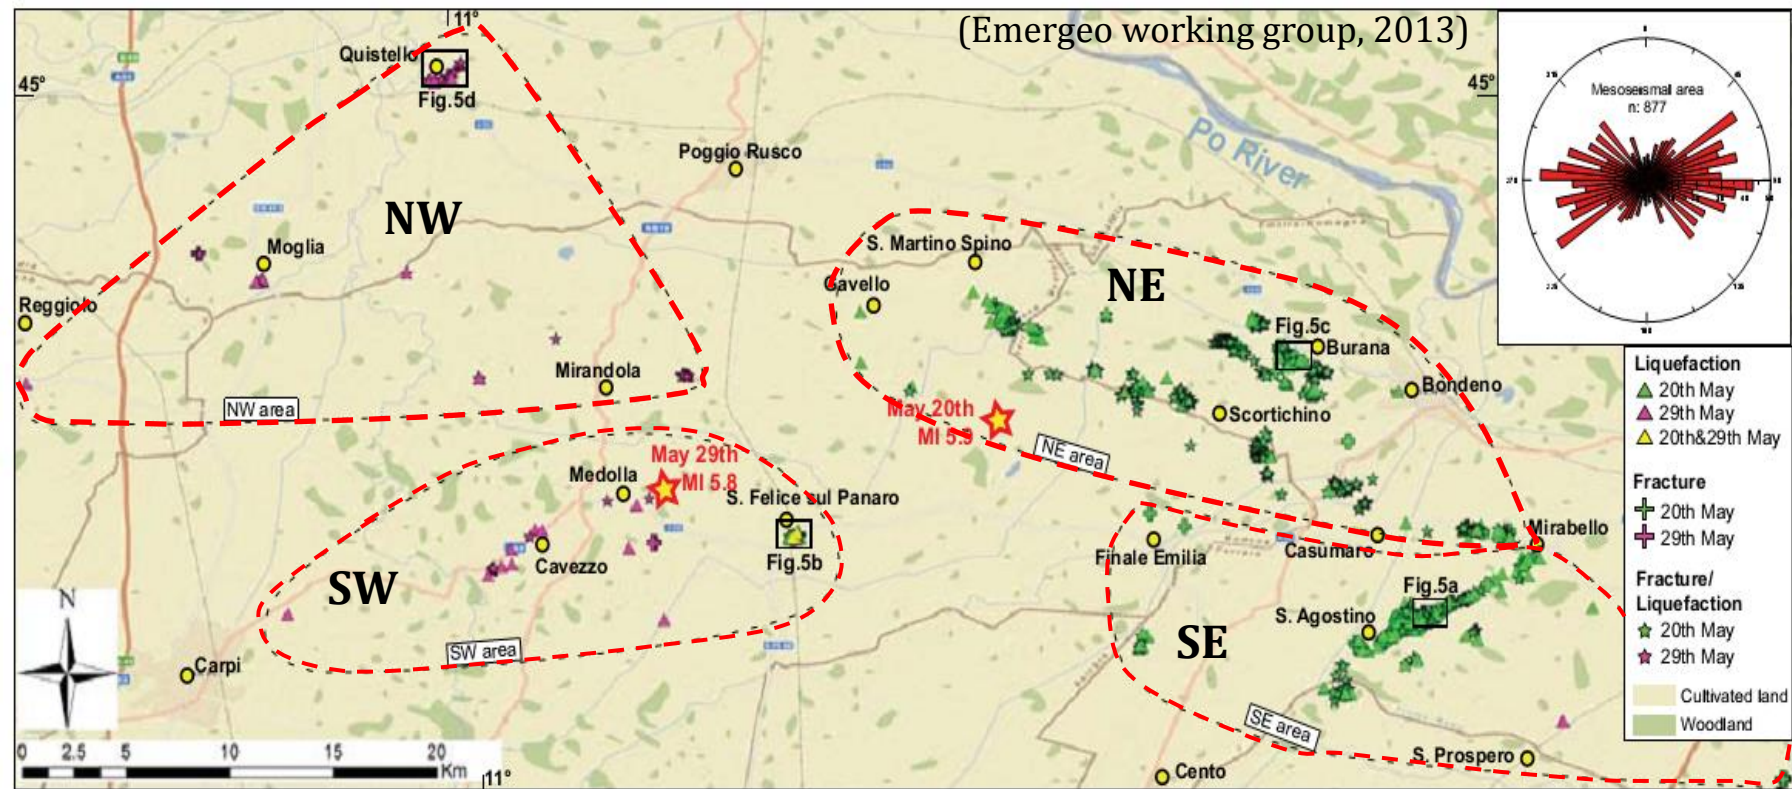 (Emergeo working group, 2013)
11°
45°
45°
Quistello
Fig.5d
Poggio Rusco
Po River
Mesoseismal area
n: 877
NW
Moglia
Reggiolo
S. Martino Spino
Gavello
NE
Fig.5c
Burana
Mirandola
NW area
Bondeno
Scortichino
May 20th
Ml 5.9
NE area
May 29th
Ml 5.8
Medolla
S. Felice sul Panaro
Fig.5b
Cavezzo
SW
SW area
Carpi
Mirabello
Casumaro
Finale Emilia
Fig.5a
S. Agostino
SE
SE area
S. Prospero
Cento
N
0 2.5 5 10 15 20
Km
11°
Liquefaction
20th May
29th May
20th&29th May
Fracture
20th May
29th May
Fracture/
Liquefaction
20th May
29th May
Cultivated land
Woodland